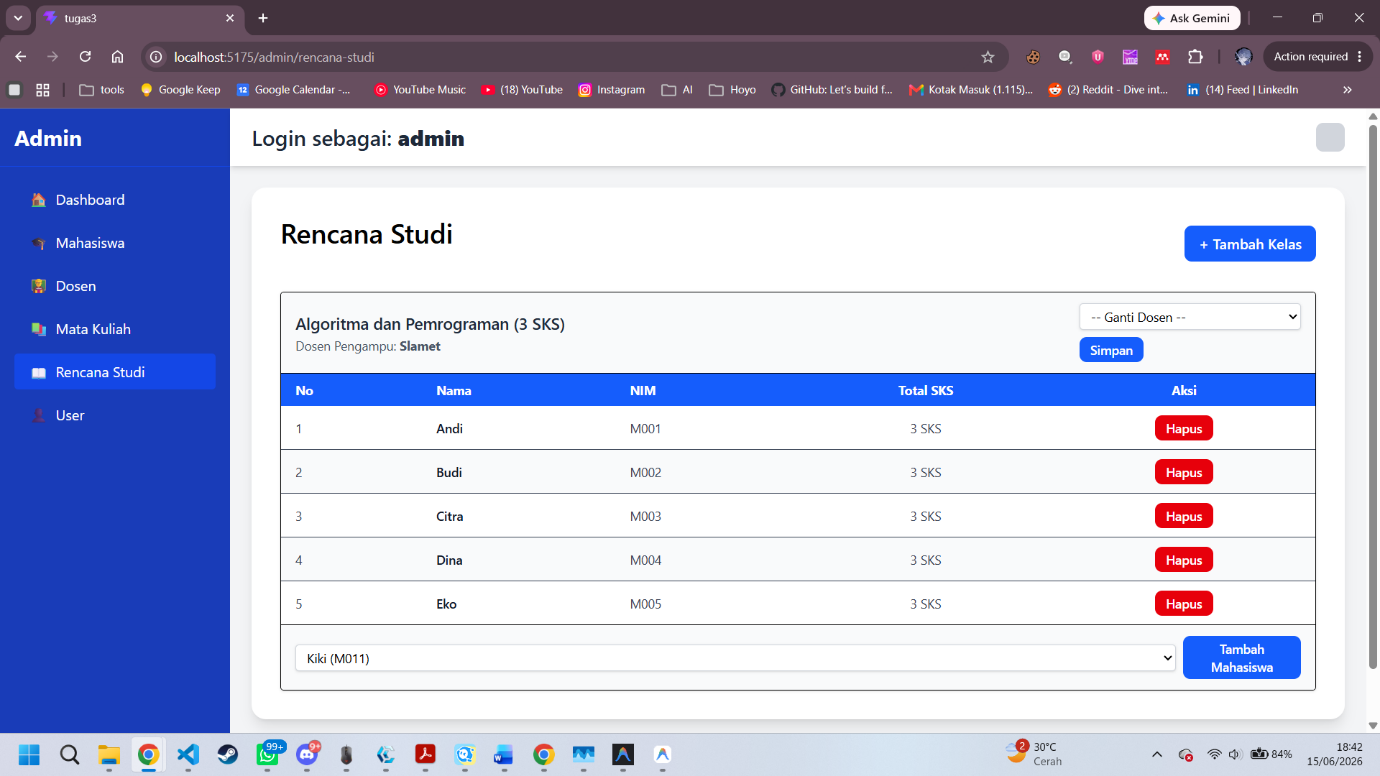 tugas3
Ask Gemini
localhost:5175/admin/rencana-studi
Action required
tools
Google Keep
Google Calendar -...
YouTube Music
(18) YouTube
Instagram
AI
Hoyo
GitHub: Let's build f...
Kotak Masuk (1.115)...
(2) Reddit - Dive int...
(14) Feed | LinkedIn
Admin
Login sebagai: admin
Dashboard
Mahasiswa
Dosen
Mata Kuliah
Rencana Studi
User
Rencana Studi
+ Tambah Kelas
Algoritma dan Pemrograman (3 SKS)
Dosen Pengampu: Slamet
-- Ganti Dosen --
Simpan
No Nama NIM Total SKS Aksi
1 Andi M001 3 SKS Hapus
2 Budi M002 3 SKS Hapus
3 Citra M003 3 SKS Hapus
4 Dina M004 3 SKS Hapus
5 Eko M005 3 SKS Hapus
Kiki (M011)
Tambah
Mahasiswa
99+
9+
2
30°C
Cerah
84%
18:42
15/06/2026